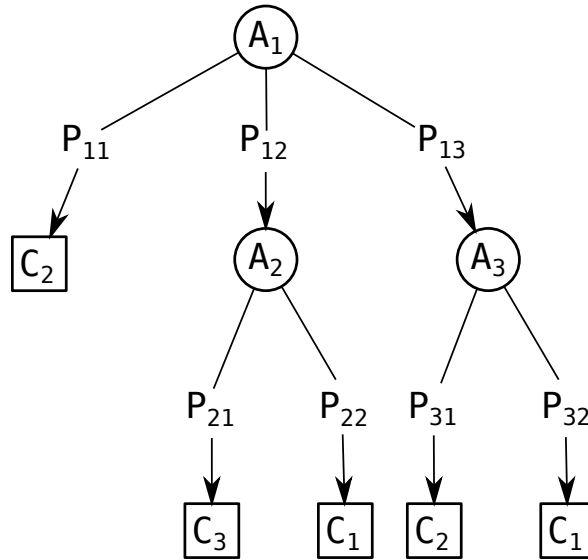 A₁
P₁₁ P₁₂ P₁₃
C₂ A₂ A₃
P₂₁ P₂₂ P₃₁ P₃₂
C₃ C₁ C₂ C₁